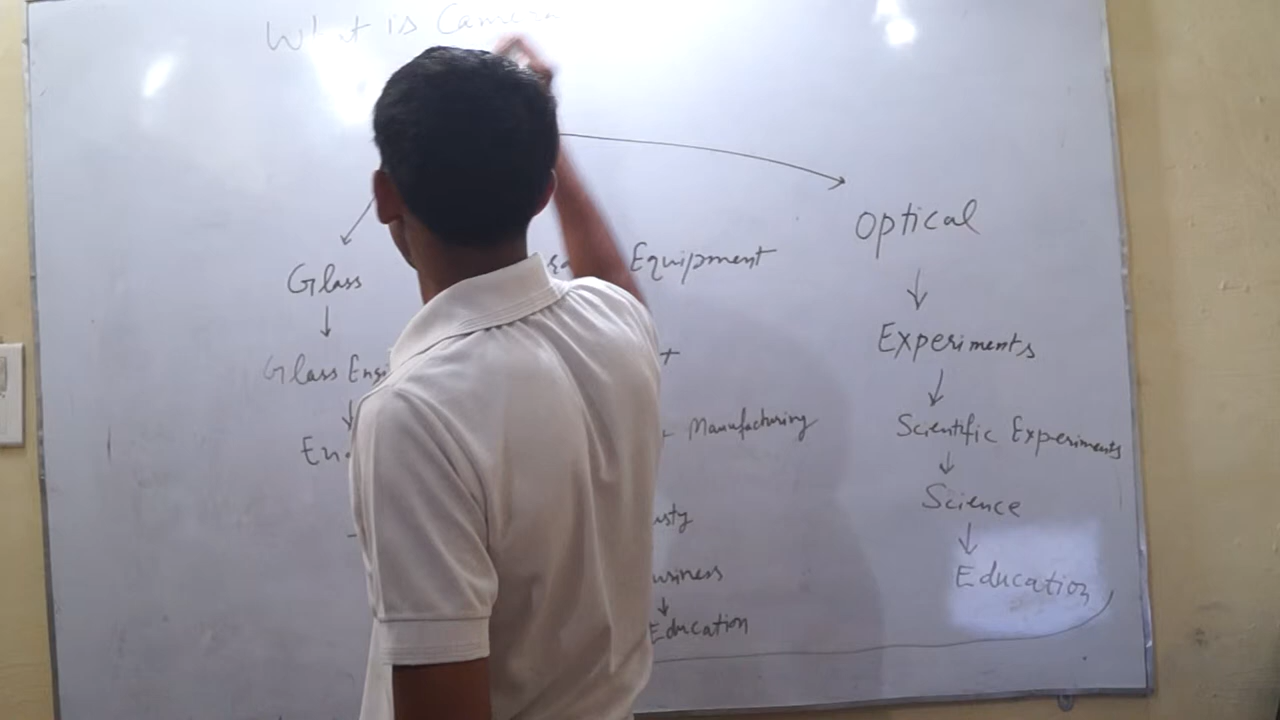 What is Camera
Optical
Glass
Equipment
Experiments
Glass Engi
Manufacturing
Scientific Experiments
En
Science
usty
usiness
Education
Education